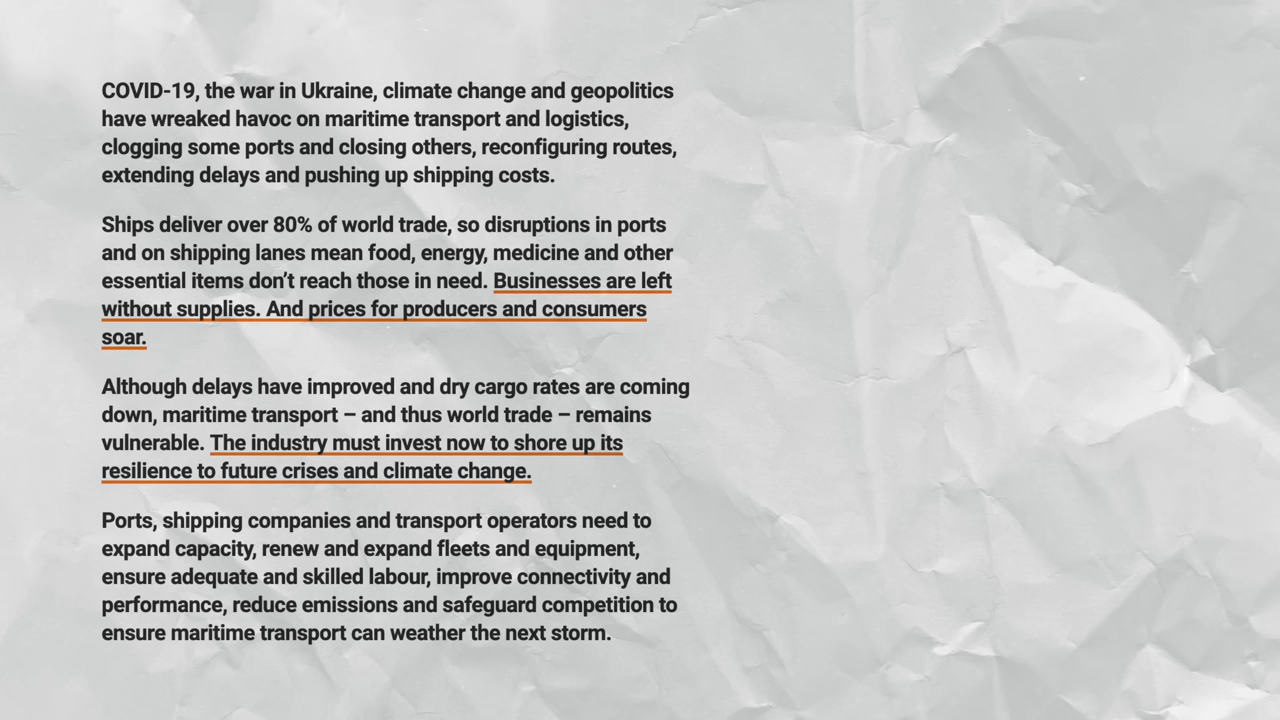 COVID-19, the war in Ukraine, climate change and geopolitics
have wreaked havoc on maritime transport and logistics,
clogging some ports and closing others, reconfiguring routes,
extending delays and pushing up shipping costs.
Ships deliver over 80% of world trade, so disruptions in ports
and on shipping lanes mean food, energy, medicine and other
essential items don’t reach those in need. Businesses are left
without supplies. And prices for producers and consumers
soar.
Although delays have improved and dry cargo rates are coming
down, maritime transport – and thus world trade – remains
vulnerable. The industry must invest now to shore up its
resilience to future crises and climate change.
Ports, shipping companies and transport operators need to
expand capacity, renew and expand fleets and equipment,
ensure adequate and skilled labour, improve connectivity and
performance, reduce emissions and safeguard competition to
ensure maritime transport can weather the next storm.